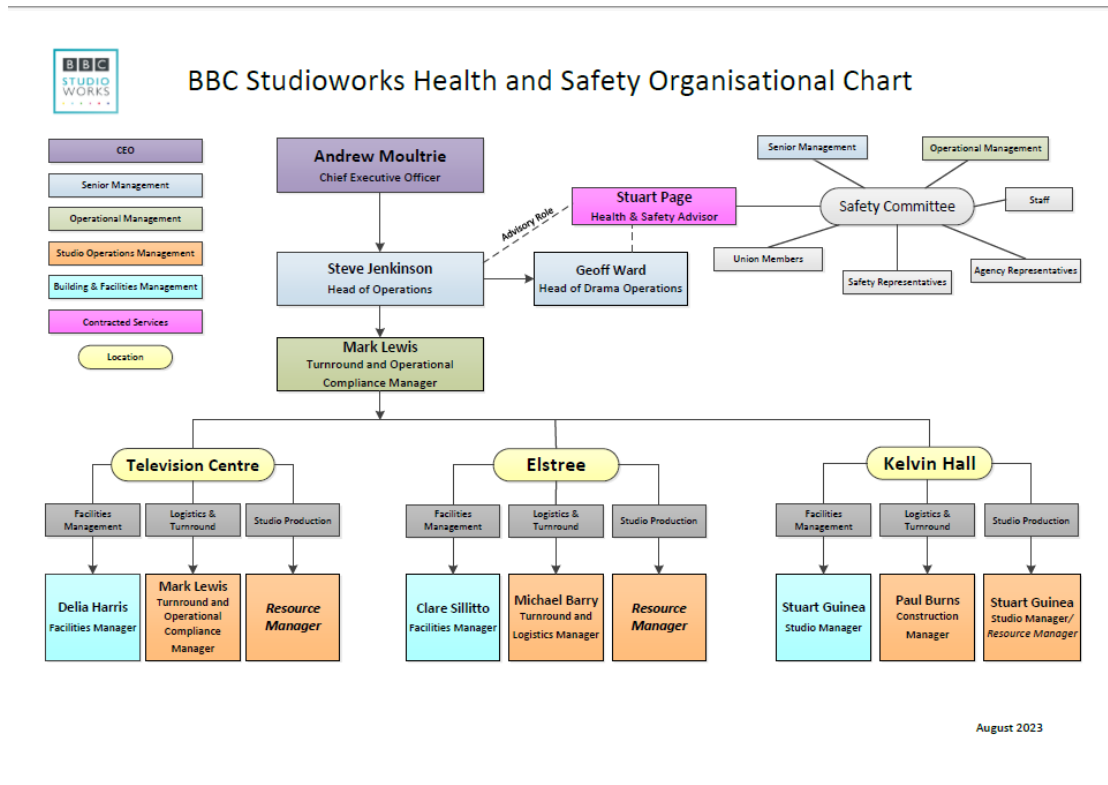 BBC
STUDIO
WORKS
BBC Studioworks Health and Safety Organisational Chart
CEO
Senior Management
Operational Management
Studio Operations Management
Building & Facilities Management
Contracted Services
Location
Andrew Moultrie
Chief Executive Officer
Advisory Role
Stuart Page
Health & Safety Advisor
Senior Management
Operational Management
Safety Committee
Staff
Union Members
Safety Representatives
Agency Representatives
Steve Jenkinson
Head of Operations
Geoff Ward
Head of Drama Operations
Mark Lewis
Turnround and Operational
Compliance Manager
Television Centre
Facilities
Management
Logistics &
Turnround
Studio Production
Delia Harris
Facilities Manager
Mark Lewis
Turnround and
Operational
Compliance
Manager
Resource
Manager
Elstree
Facilities
Management
Logistics &
Turnround
Studio Production
Clare Sillitto
Facilities Manager
Michael Barry
Turnround and
Logistics Manager
Resource
Manager
Kelvin Hall
Facilities
Management
Logistics &
Turnround
Studio Production
Stuart Guinea
Studio Manager
Paul Burns
Construction
Manager
Stuart Guinea
Studio Manager/
Resource Manager
August 2023